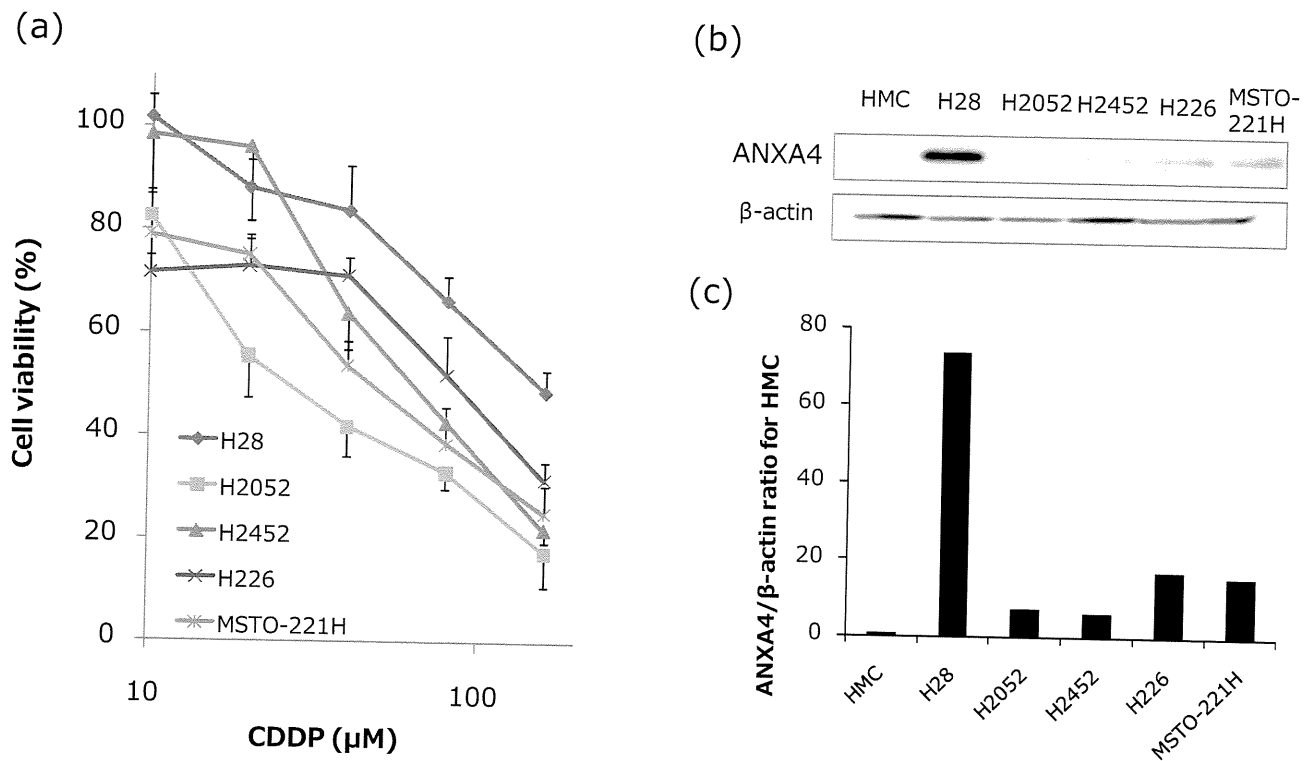 (a)
100
80
60
40
20
0
10
100
Cell viability (%)
CDDP (μM)
H28
H2052
H2452
H226
MSTO-221H
(b)
HMC H28 H2052 H2452 H226 MSTO-
221H
ANXA4
β-actin
(c)
80
60
40
20
0
ANXA4/β-actin ratio for HMC
HMC
H28
H2052
H2452
H226
MSTO-221H